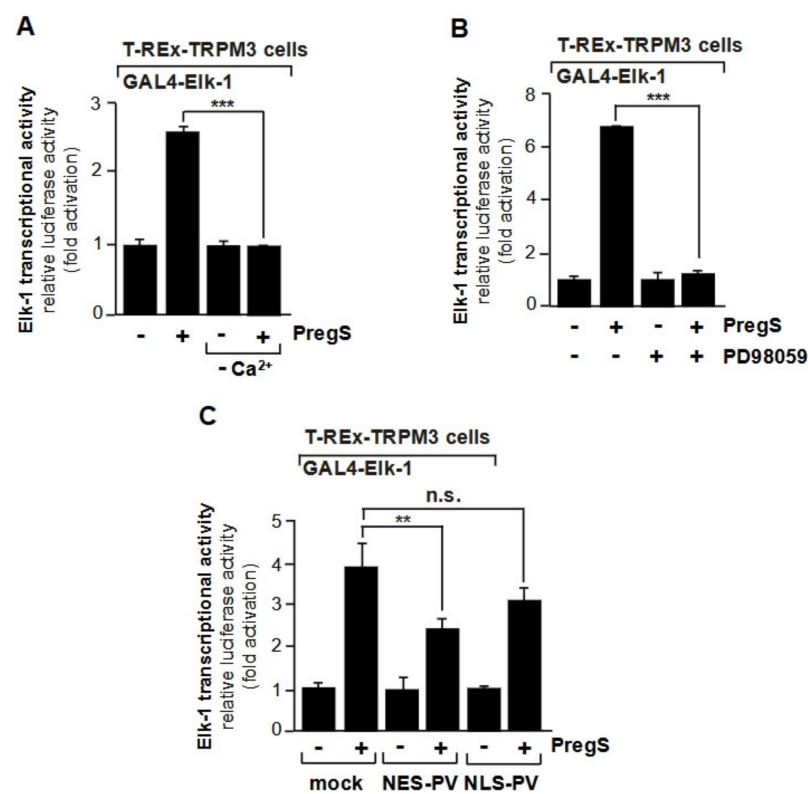 A
T-REx-TRPM3 cells
GAL4-Elk-1
Elk-1 transcriptional activity
relative luciferase activity
(fold activation)
3
2
1
0
***
- + - + PregS
- Ca²⁺
B
T-REx-TRPM3 cells
GAL4-Elk-1
Elk-1 transcriptional activity
relative luciferase activity
(fold activation)
8
6
4
2
0
***
- + - + PregS
- - + + PD98059
C
T-REx-TRPM3 cells
GAL4-Elk-1
Elk-1 transcriptional activity
relative luciferase activity
(fold activation)
5
4
3
2
1
0
n.s.
**
- + - + - + PregS
mock NES-PV NLS-PV